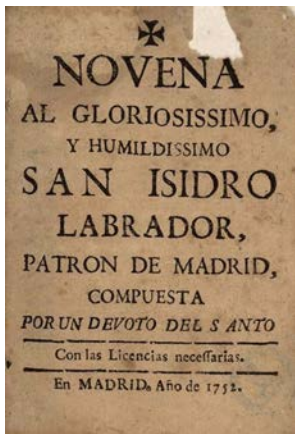 NOVENA
AL GLORIOSISSIMO,
Y HUMILDISSIMO
SAN ISIDRO
LABRADOR,
PATRON DE MADRID,
COMPUESTA
POR UN DEVOTO DEL SANTO
Con las Licencias neceſſarias.
En MADRID. Año de 1752.